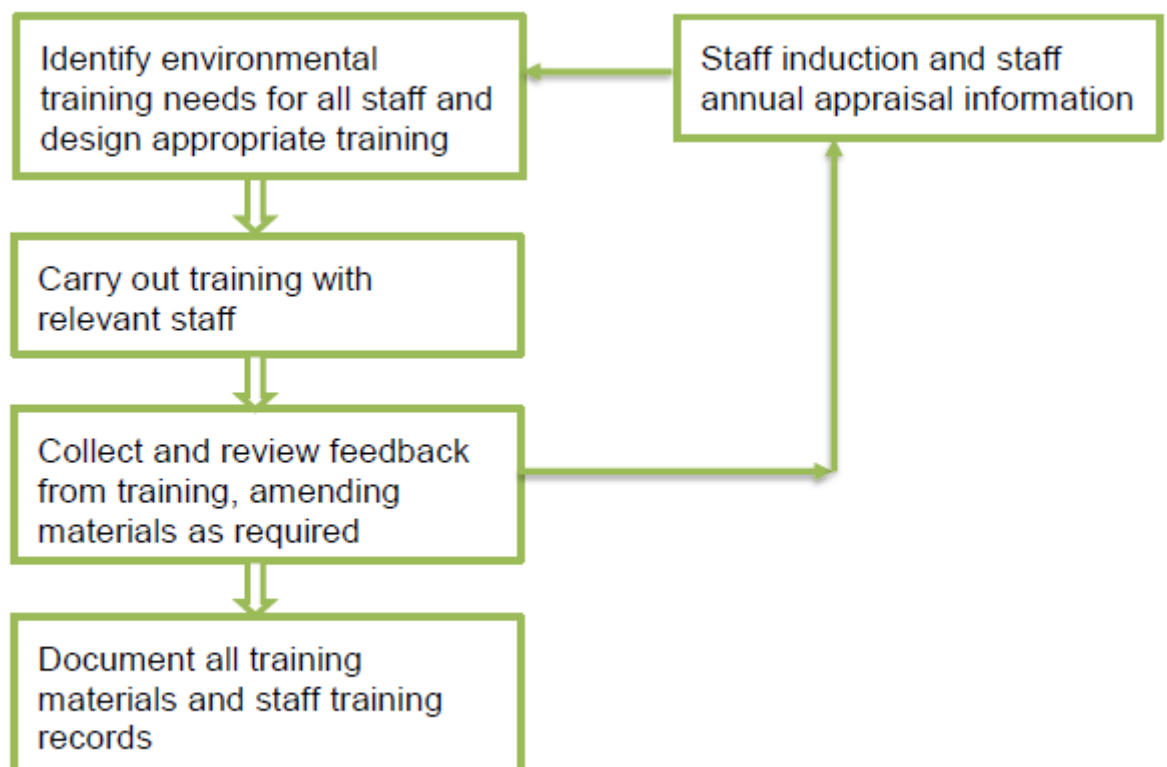 Identify environmental
training needs for all staff and
design appropriate training
Staff induction and staff
annual appraisal information
Carry out training with
relevant staff
Collect and review feedback
from training, amending
materials as required
Document all training
materials and staff training
records